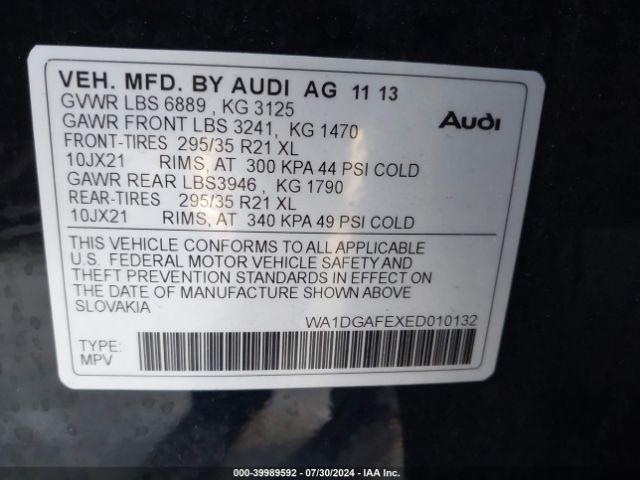 VEH. MFD. BY AUDI AG 11 13
GVWR LBS 6889 , KG 3125
GAWR FRONT LBS 3241, KG 1470
Audi
FRONT-TIRES 295/35 R21 XL
10JX21 RIMS, AT 300 KPA 44 PSI COLD
GAWR REAR LBS3946 , KG 1790
REAR-TIRES 295/35 R21 XL
10JX21 RIMS, AT 340 KPA 49 PSI COLD
THIS VEHICLE CONFORMS TO ALL APPLICABLE
U.S. FEDERAL MOTOR VEHICLE SAFETY AND
THEFT PREVENTION STANDARDS IN EFFECT ON
THE DATE OF MANUFACTURE SHOWN ABOVE
SLOVAKIA
WA1DGAFEXED010132
TYPE:
MPV
000-39989592 - 07/30/2024 - IAA Inc.